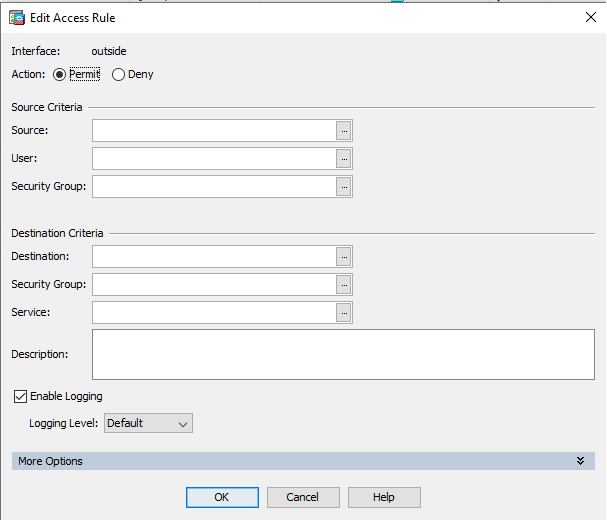 Edit Access Rule
Interface: outside
Action: Permit Deny
Source Criteria
Source: ...
User: ...
Security Group: ...
Destination Criteria
Destination: ...
Security Group: ...
Service: ...
Description:
Enable Logging
Logging Level: Default
More Options
OK Cancel Help